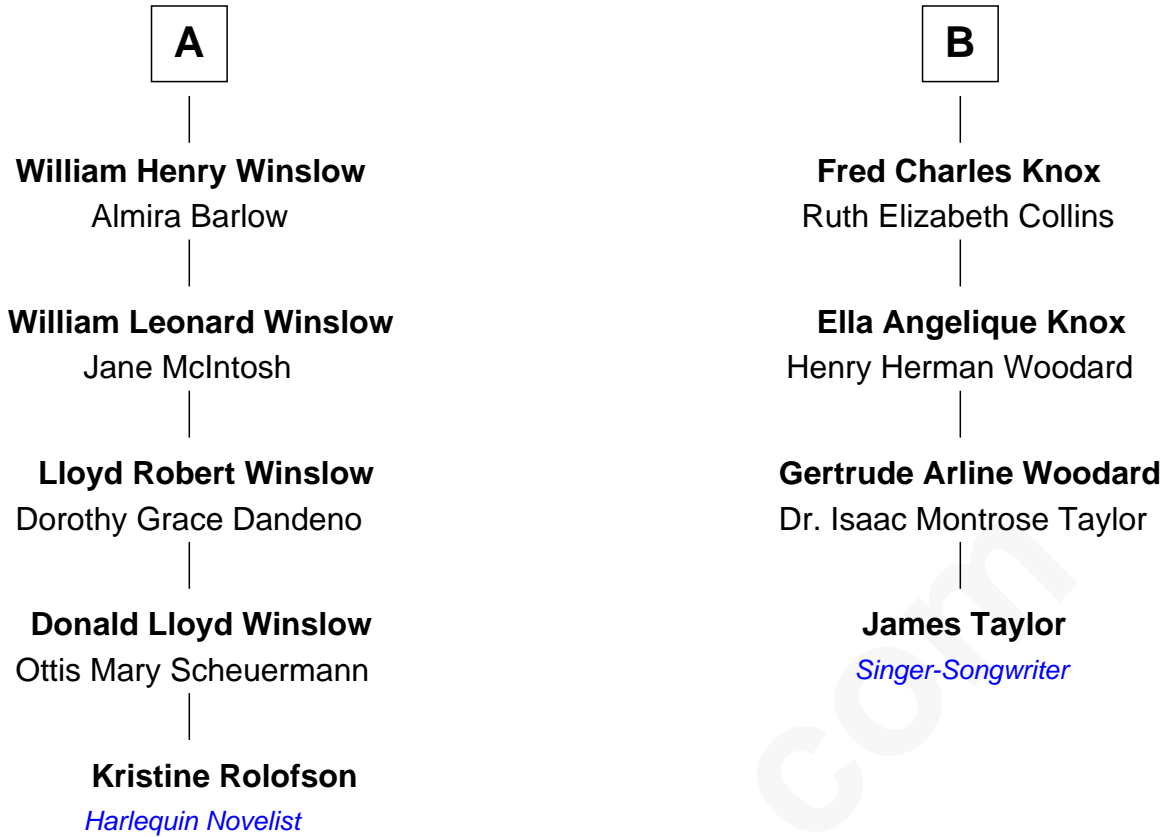 A
William Henry Winslow
Almira Barlow
William Leonard Winslow
Jane McIntosh
Lloyd Robert Winslow
Dorothy Grace Dandeno
Donald Lloyd Winslow
Ottis Mary Scheuermann
Kristine Rolofson
Harlequin Novelist
B
Fred Charles Knox
Ruth Elizabeth Collins
Ella Angelique Knox
Henry Herman Woodard
Gertrude Arline Woodard
Dr. Isaac Montrose Taylor
James Taylor
Singer-Songwriter
com